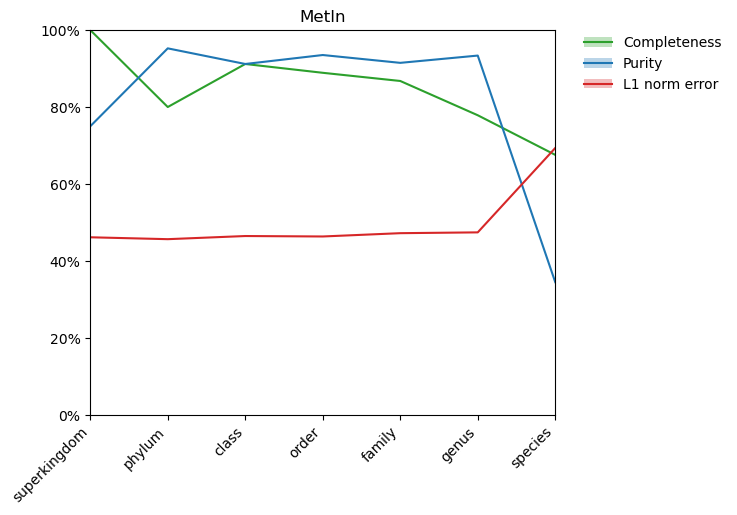 MetIn
100%
80%
60%
40%
20%
0%
superkingdom
phylum
class
order
family
genus
species
Completeness
Purity
L1 norm error